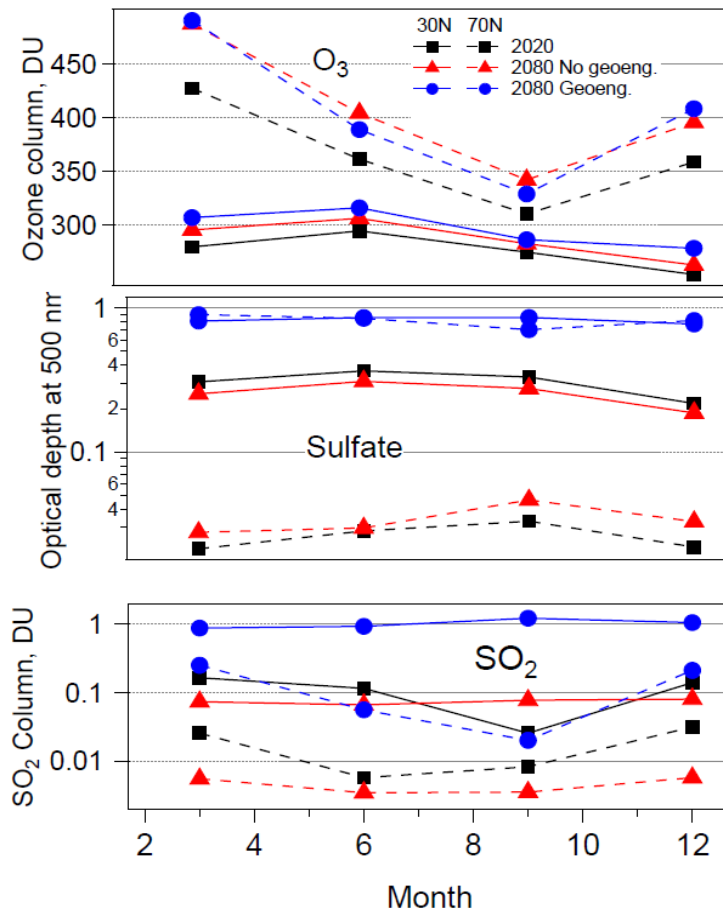 30N 70N
2020
2080 No geoeng.
2080 Geoeng.
O3
Ozone column, DU
450
400
350
300
Optical depth at 500 nm
1
6
4
2
0.1
6
4
Sulfate
SO2 Column, DU
1
0.1
0.01
SO2
2 4 6 8 10 12
Month